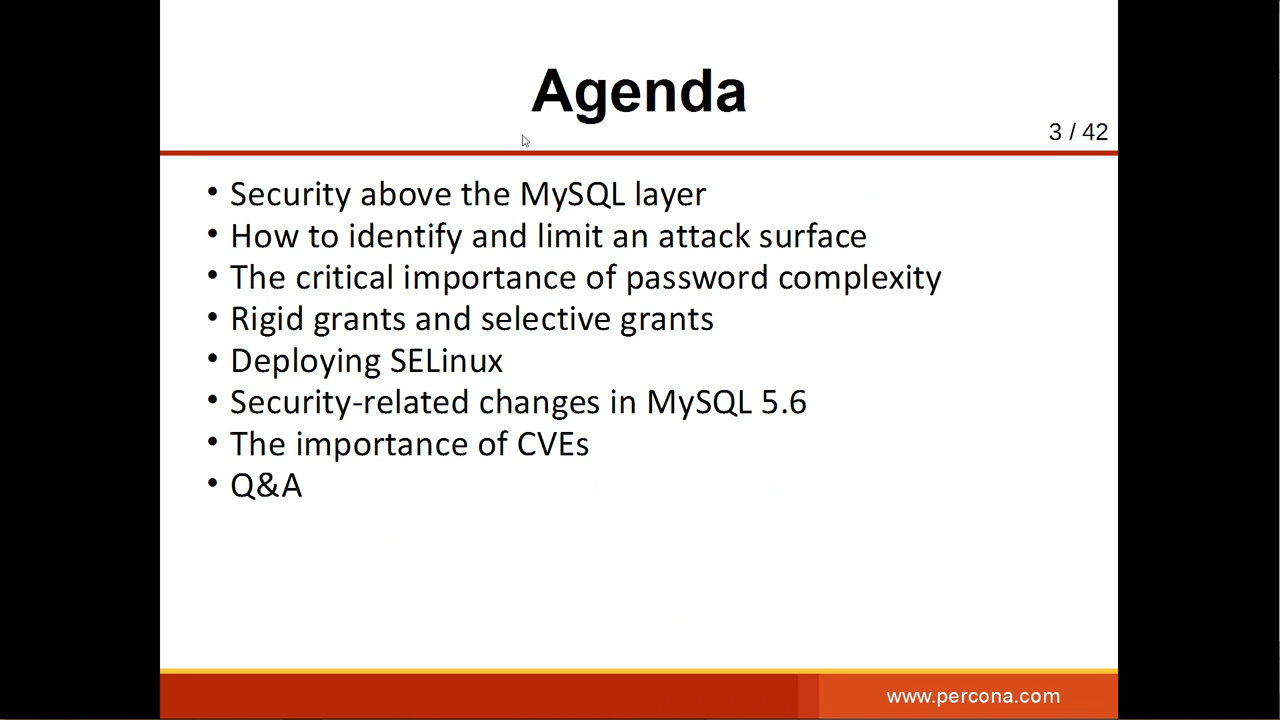 Agenda
3 / 42
• Security above the MySQL layer
• How to identify and limit an attack surface
• The critical importance of password complexity
• Rigid grants and selective grants
• Deploying SELinux
• Security-related changes in MySQL 5.6
• The importance of CVEs
• Q&A
www.percona.com